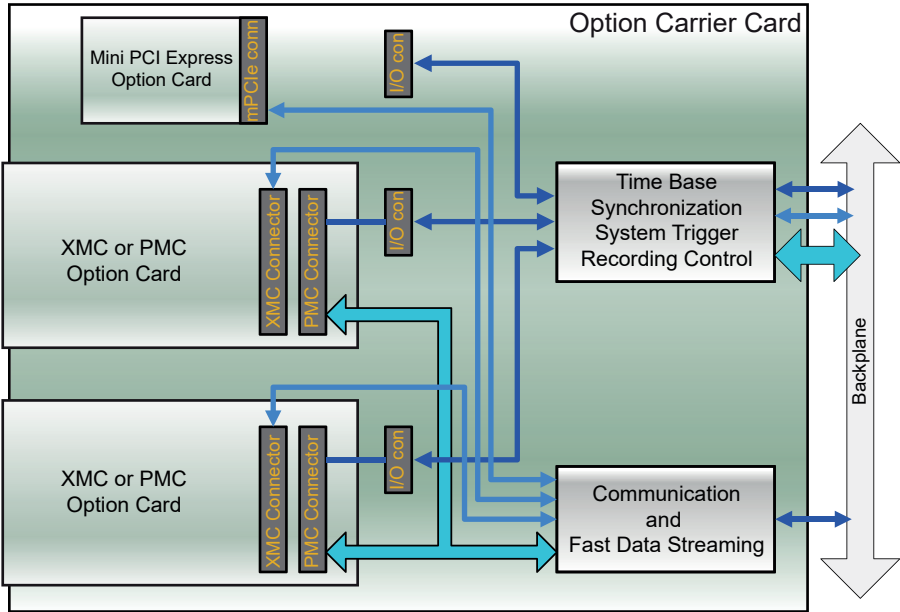 Option Carrier Card
Mini PCI Express
Option Card
mPCIe conn
I/O con
XMC or PMC
Option Card
XMC Connector
PMC Connector
I/O con
Time Base
Synchronization
System Trigger
Recording Control
Backplane
XMC or PMC
Option Card
XMC Connector
PMC Connector
I/O con
Communication
and
Fast Data Streaming